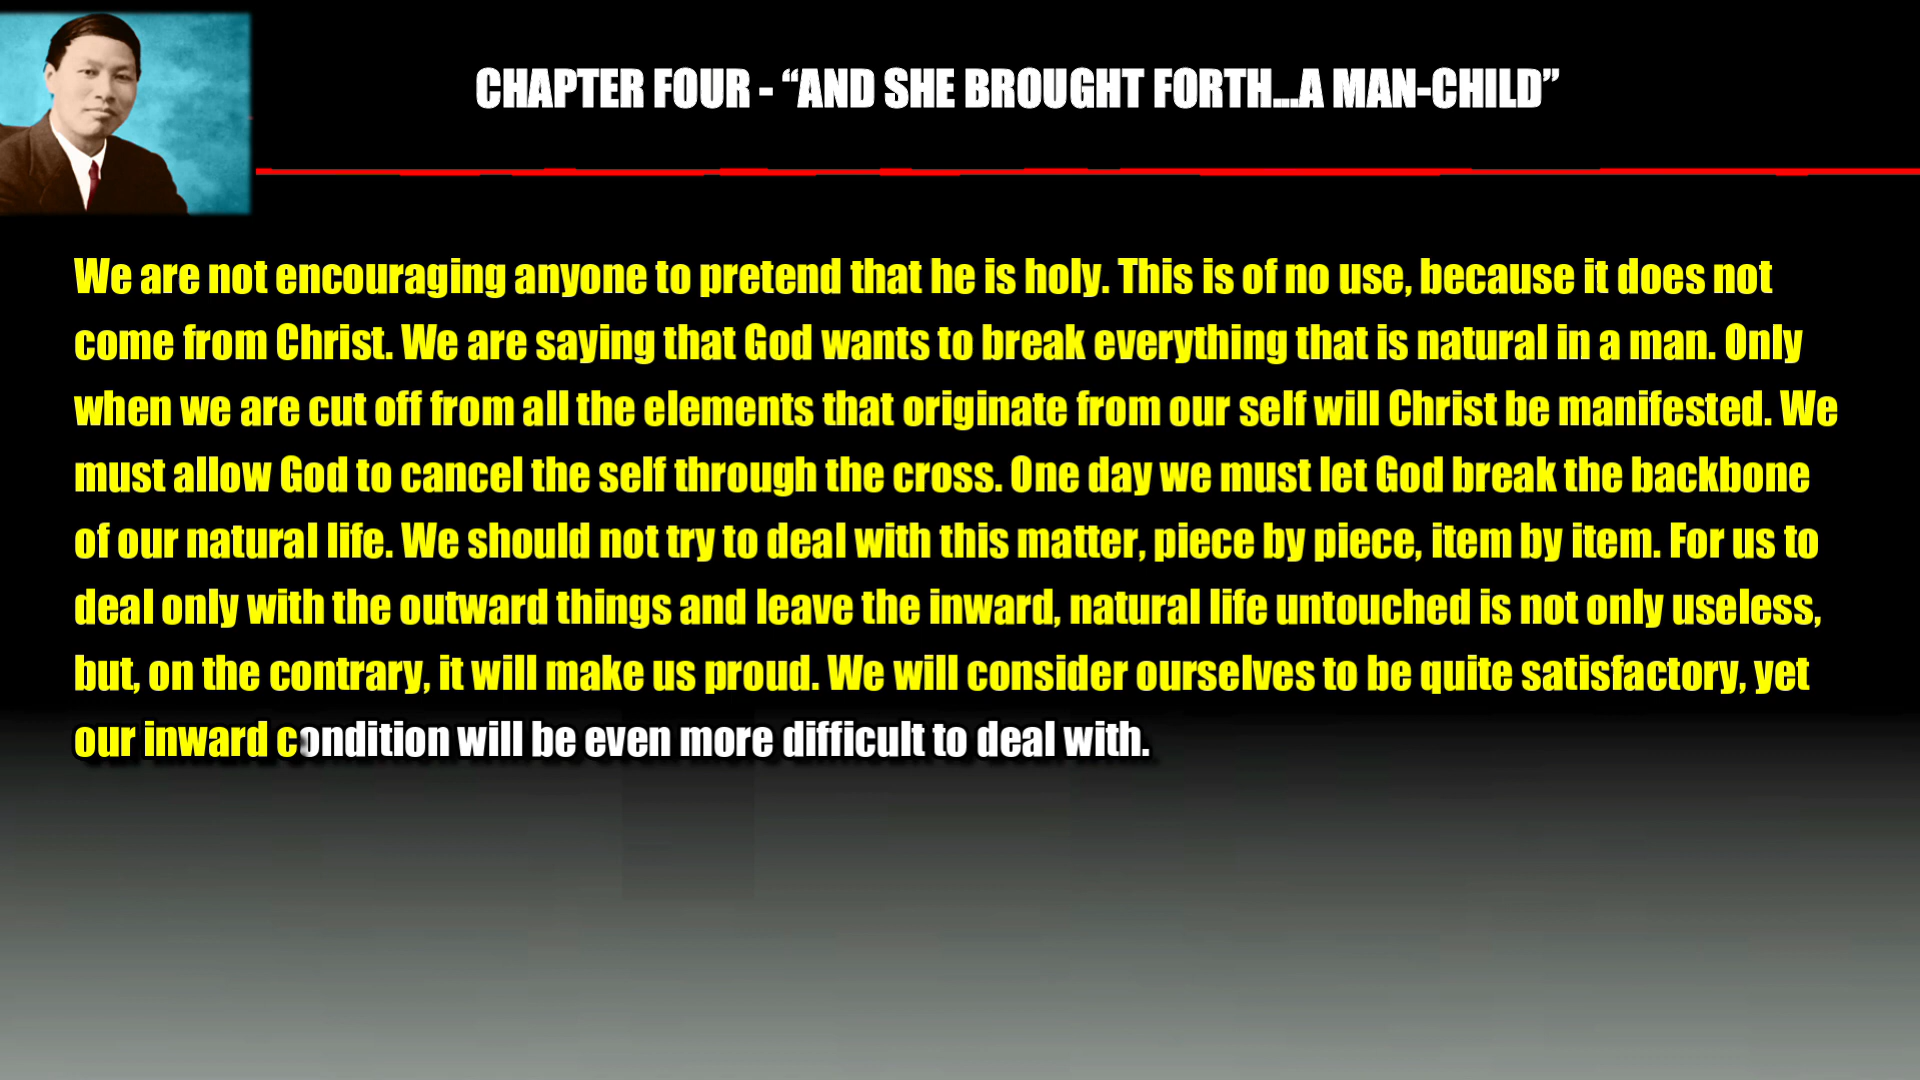 CHAPTER FOUR - “AND SHE BROUGHT FORTH...A MAN-CHILD”
We are not encouraging anyone to pretend that he is holy. This is of no use, because it does not
come from Christ. We are saying that God wants to break everything that is natural in a man. Only
when we are cut off from all the elements that originate from our self will Christ be manifested. We
must allow God to cancel the self through the cross. One day we must let God break the backbone
of our natural life. We should not try to deal with this matter, piece by piece, item by item. For us to
deal only with the outward things and leave the inward, natural life untouched is not only useless,
but, on the contrary, it will make us proud. We will consider ourselves to be quite satisfactory, yet
our inward condition will be even more difficult to deal with.